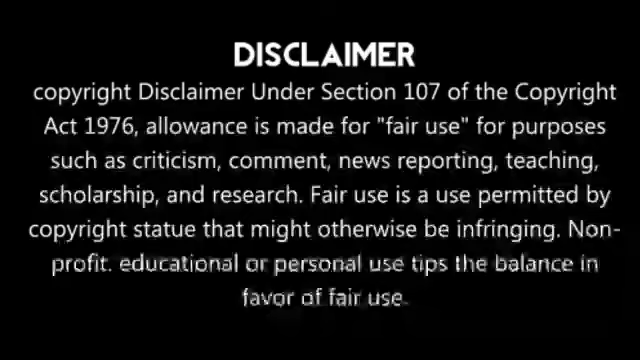 DISCLAIMER
copyright Disclaimer Under Section 107 of the Copyright
Act 1976, allowance is made for "fair use" for purposes
such as criticism, comment, news reporting, teaching,
scholarship, and research. Fair use is a use permitted by
copyright statue that might otherwise be infringing. Non-
profit. educational or personal use tips the balance in
favor of fair use.